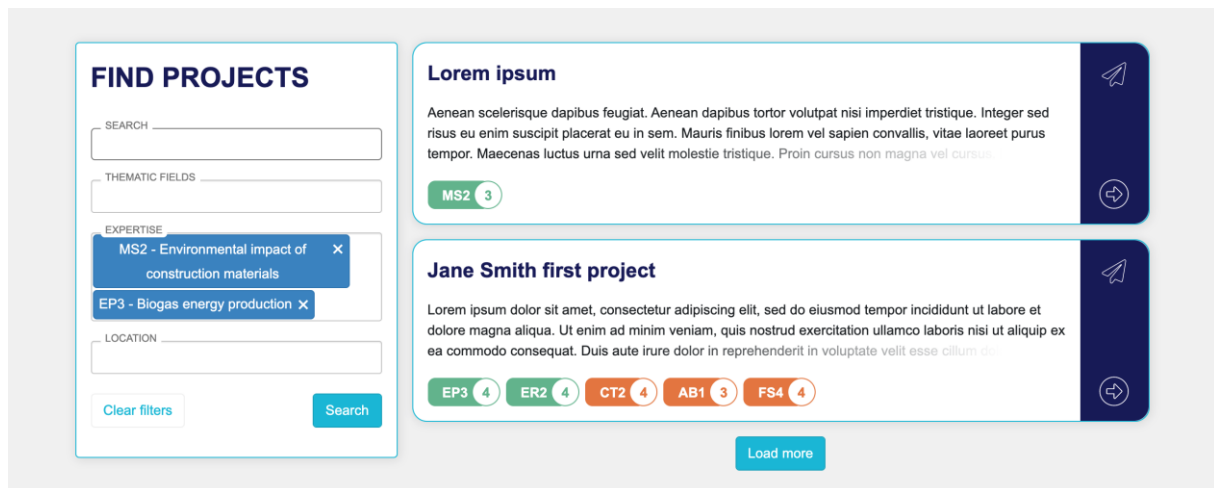 FIND PROJECTS
SEARCH
THEMATIC FIELDS
EXPERTISE
MS2 - Environmental impact of
construction materials
EP3 - Biogas energy production
LOCATION
Clear filters
Search
Lorem ipsum
Aenean scelerisque dapibus feugiat. Aenean dapibus tortor volutpat nisi imperdiet tristique. Integer sed
risus eu enim suscipit placerat eu in sem. Mauris finibus lorem vel sapien convallis, vitae laoreet purus
tempor. Maecenas luctus urna sed velit molestie tristique. Proin cursus non magna vel cursus
MS2 3
Jane Smith first project
Lorem ipsum dolor sit amet, consectetur adipiscing elit, sed do eiusmod tempor incididunt ut labore et
dolore magna aliqua. Ut enim ad minim veniam, quis nostrud exercitation ullamco laboris nisi ut aliquip ex
ea commodo consequat. Duis aute irure dolor in reprehenderit in voluptate velit esse cillum
EP3 4 ER2 4 CT2 4 AB1 3 FS4 4
Load more